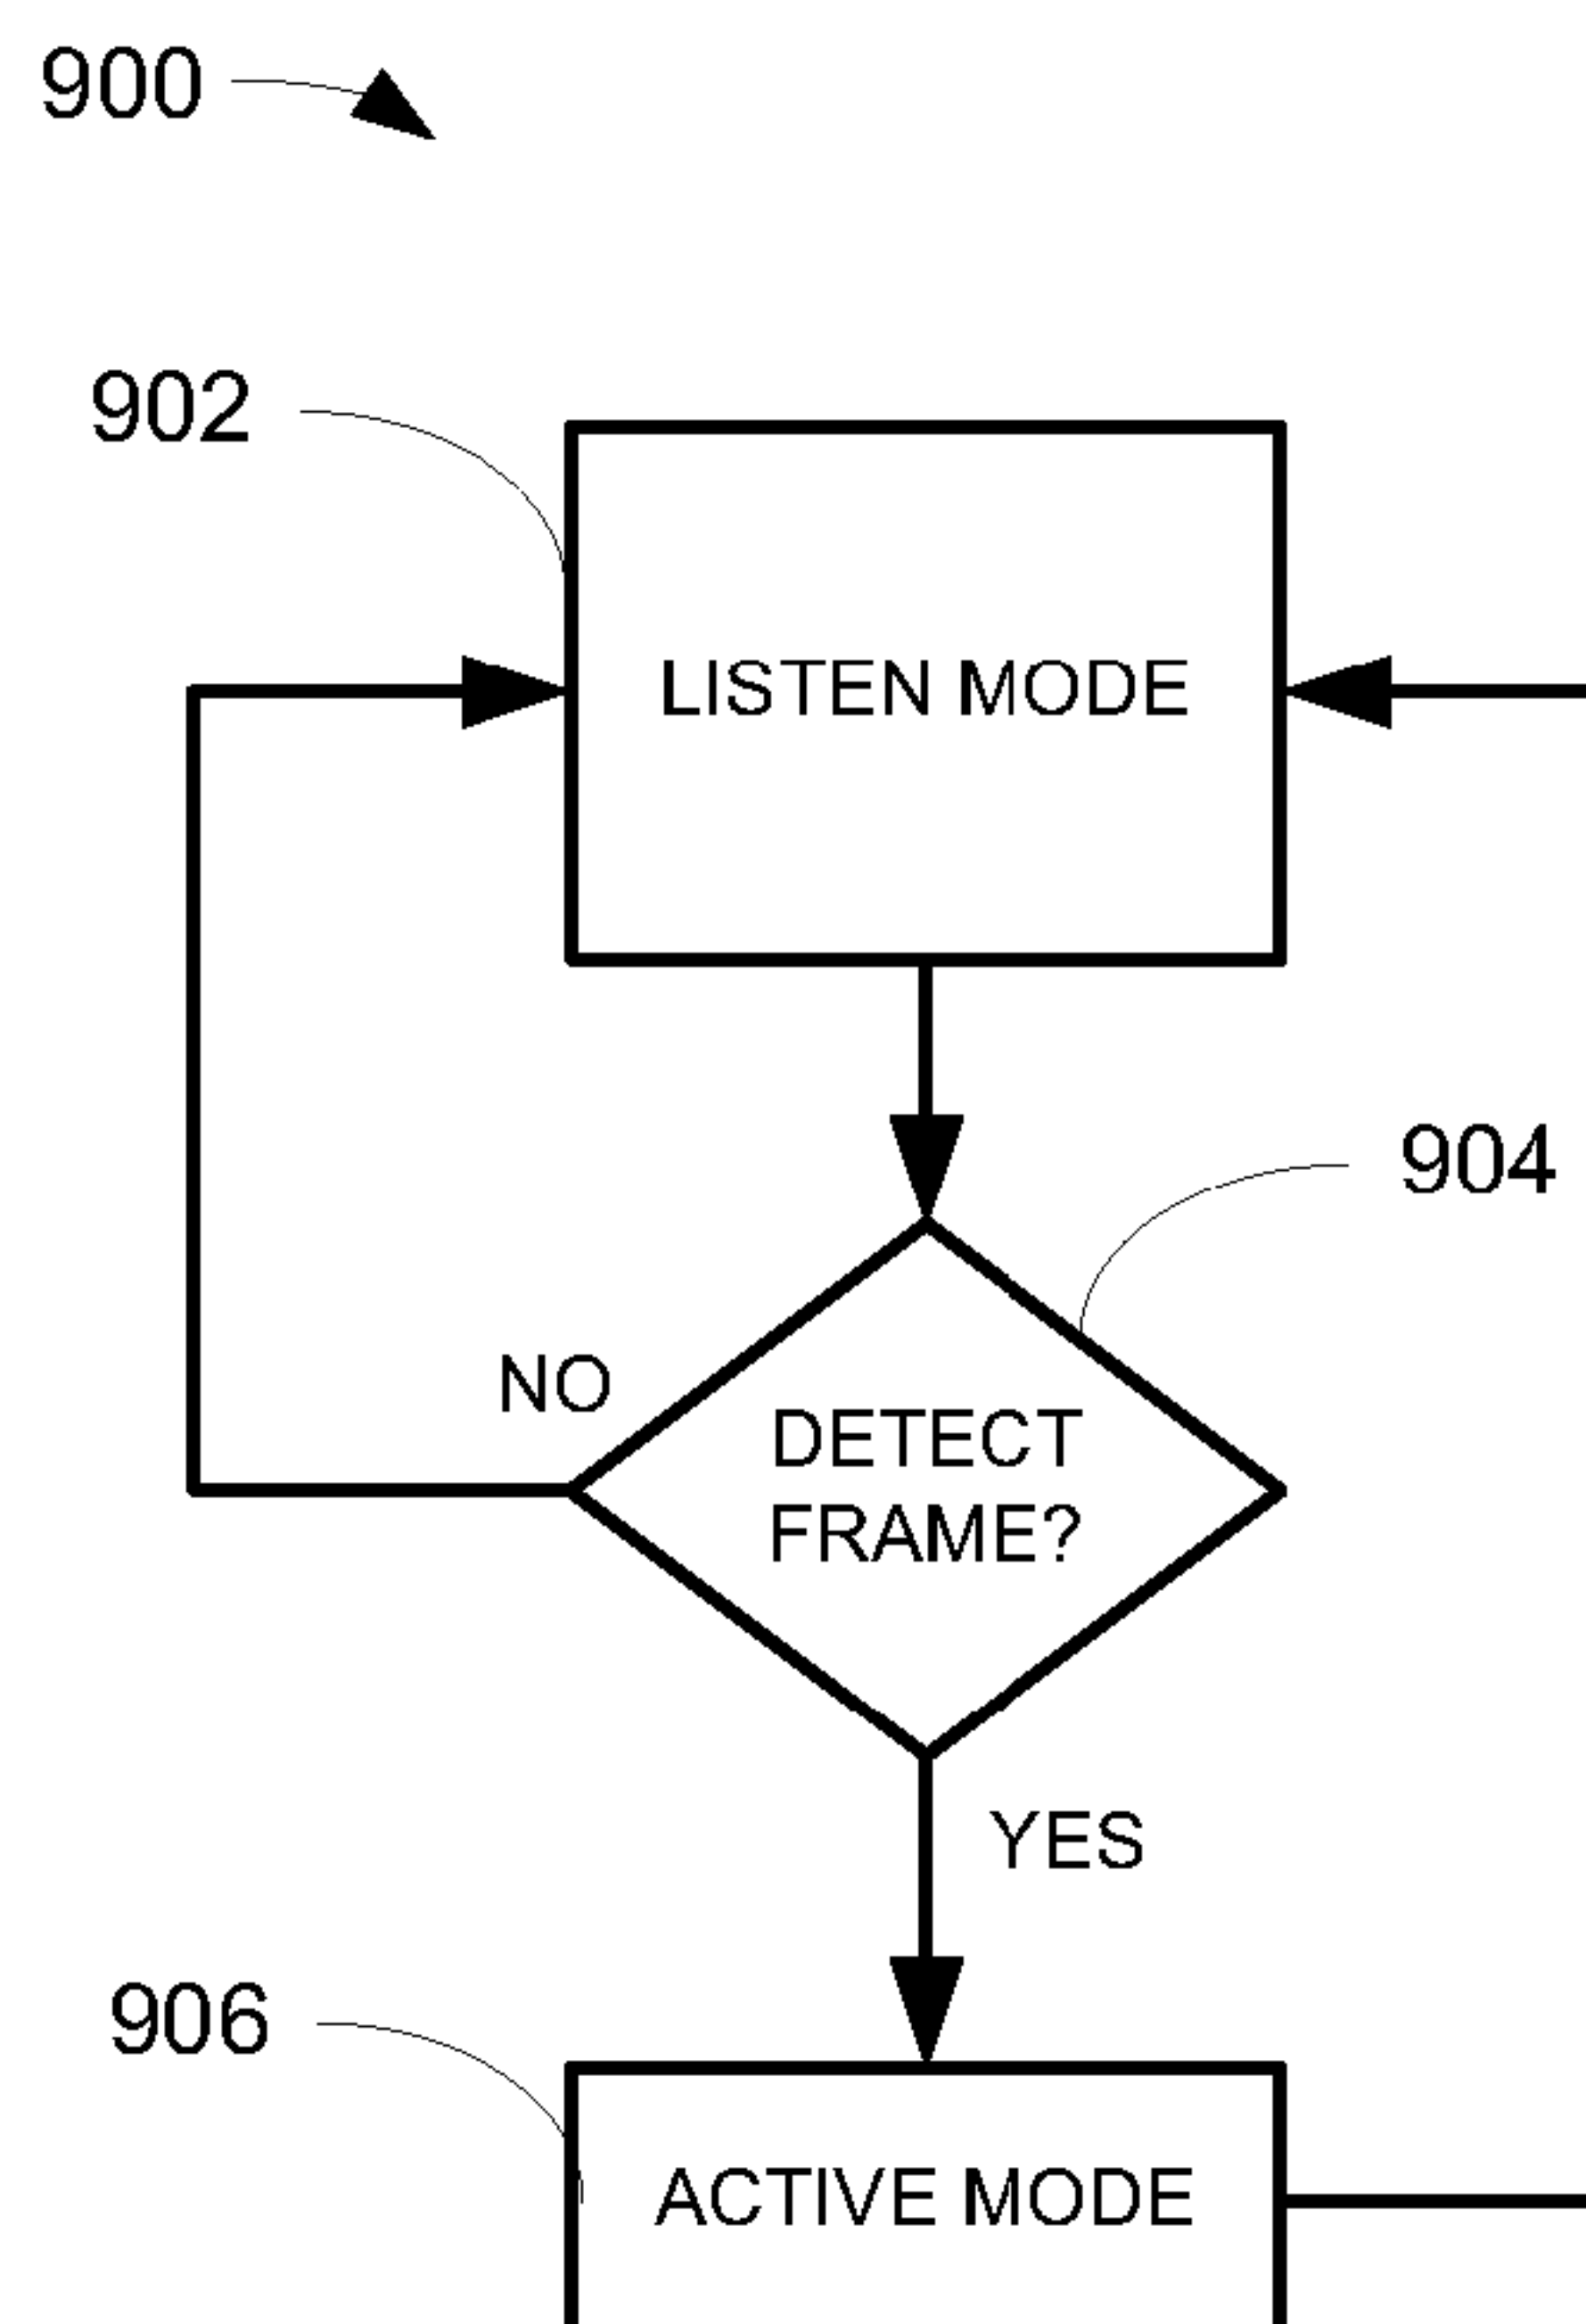 900
902
LISTEN MODE
904
NO
DETECT
FRAME?
YES
906
ACTIVE MODE